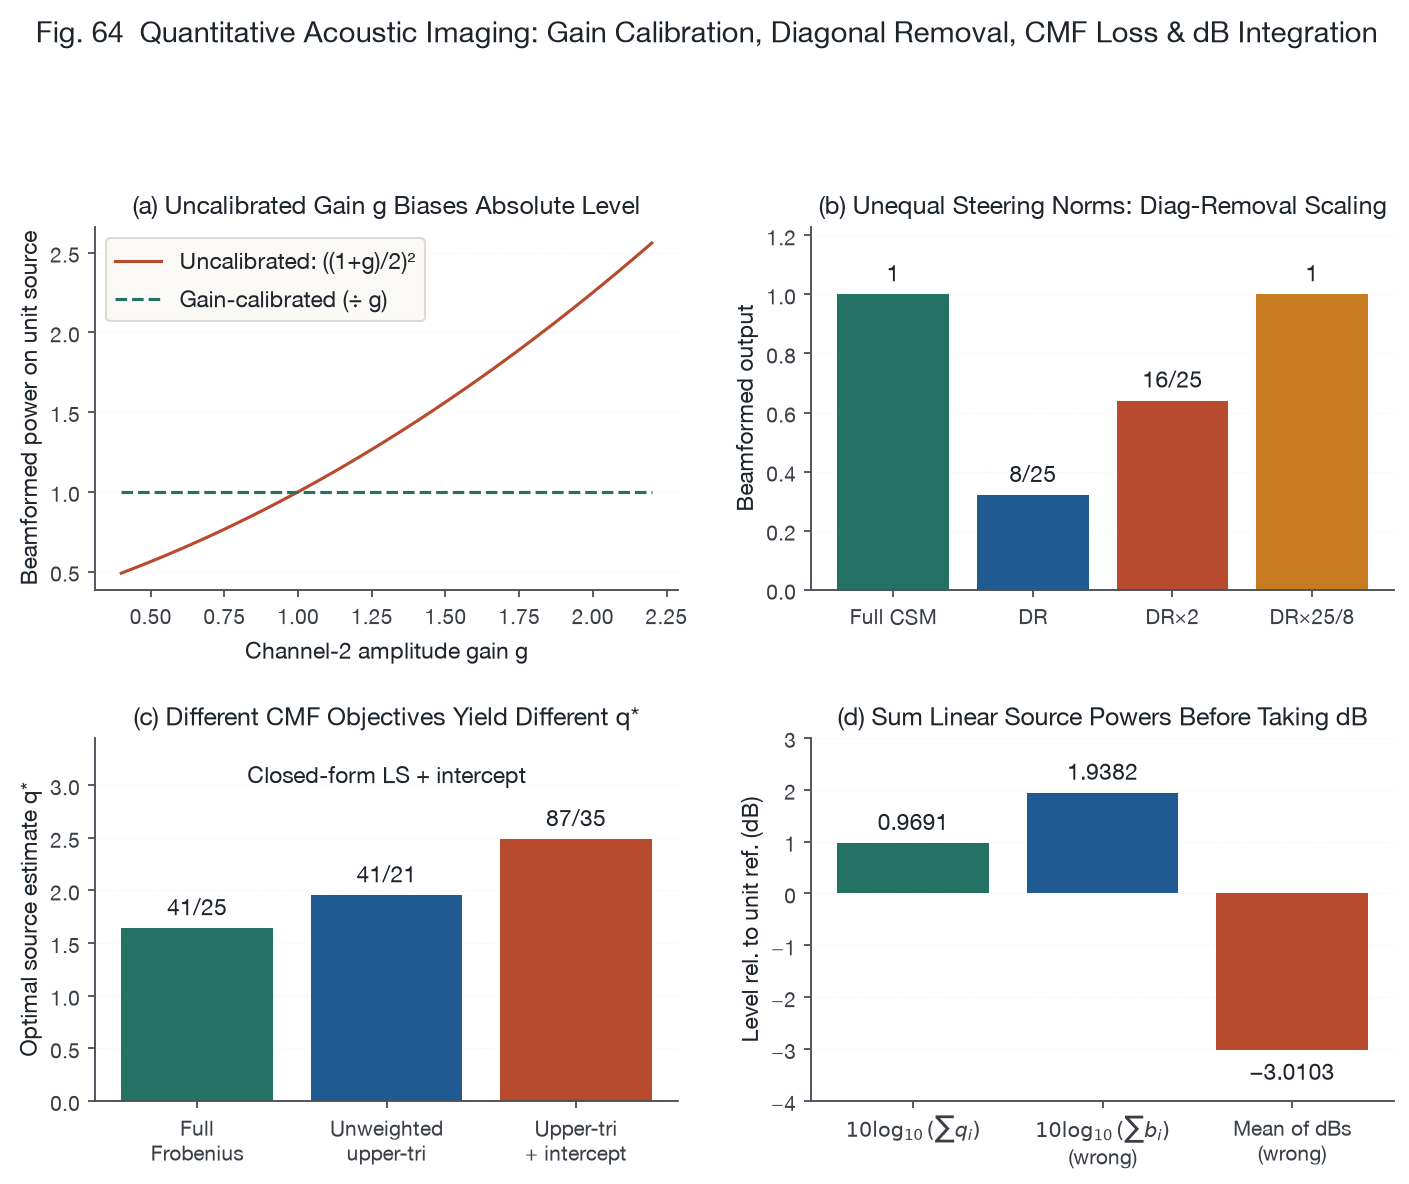 Fig. 64  Quantitative Acoustic Imaging: Gain Calibration, Diagonal Removal, CMF Loss & dB Integration
(a) Uncalibrated Gain g Biases Absolute Level
Beamformed power on unit source
2.5
2.0
1.5
1.0
0.5
Uncalibrated: ((1+g)/2)²
Gain-calibrated (÷ g)
0.50 0.75 1.00 1.25 1.50 1.75 2.00 2.25
Channel-2 amplitude gain g
(b) Unequal Steering Norms: Diag-Removal Scaling
Beamformed output
1.2
1.0
0.8
0.6
0.4
0.2
0.0
1
8/25
16/25
1
Full CSM DR DR×2 DR×25/8
(c) Different CMF Objectives Yield Different q*
Optimal source estimate q*
3.0
2.5
2.0
1.5
1.0
0.5
0.0
Closed-form LS + intercept
41/25
41/21
87/35
Full
Frobenius
Unweighted
upper-tri
Upper-tri
+ intercept
(d) Sum Linear Source Powers Before Taking dB
Level rel. to unit ref. (dB)
3
2
1
0
−1
−2
−3
−4
0.9691
1.9382
−3.0103
10log₁₀ (∑qᵢ)
10log₁₀ (∑bᵢ)
(wrong)
Mean of dBs
(wrong)